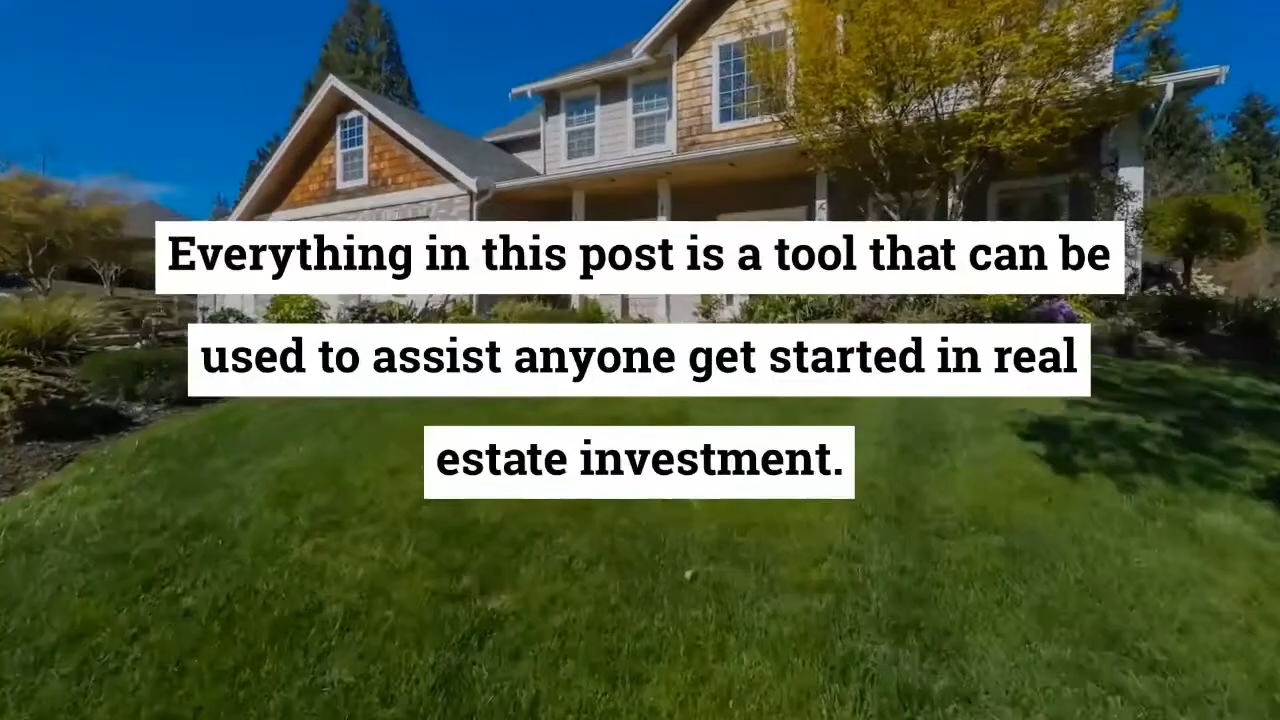 Everything in this post is a tool that can be
used to assist anyone get started in real
estate investment.